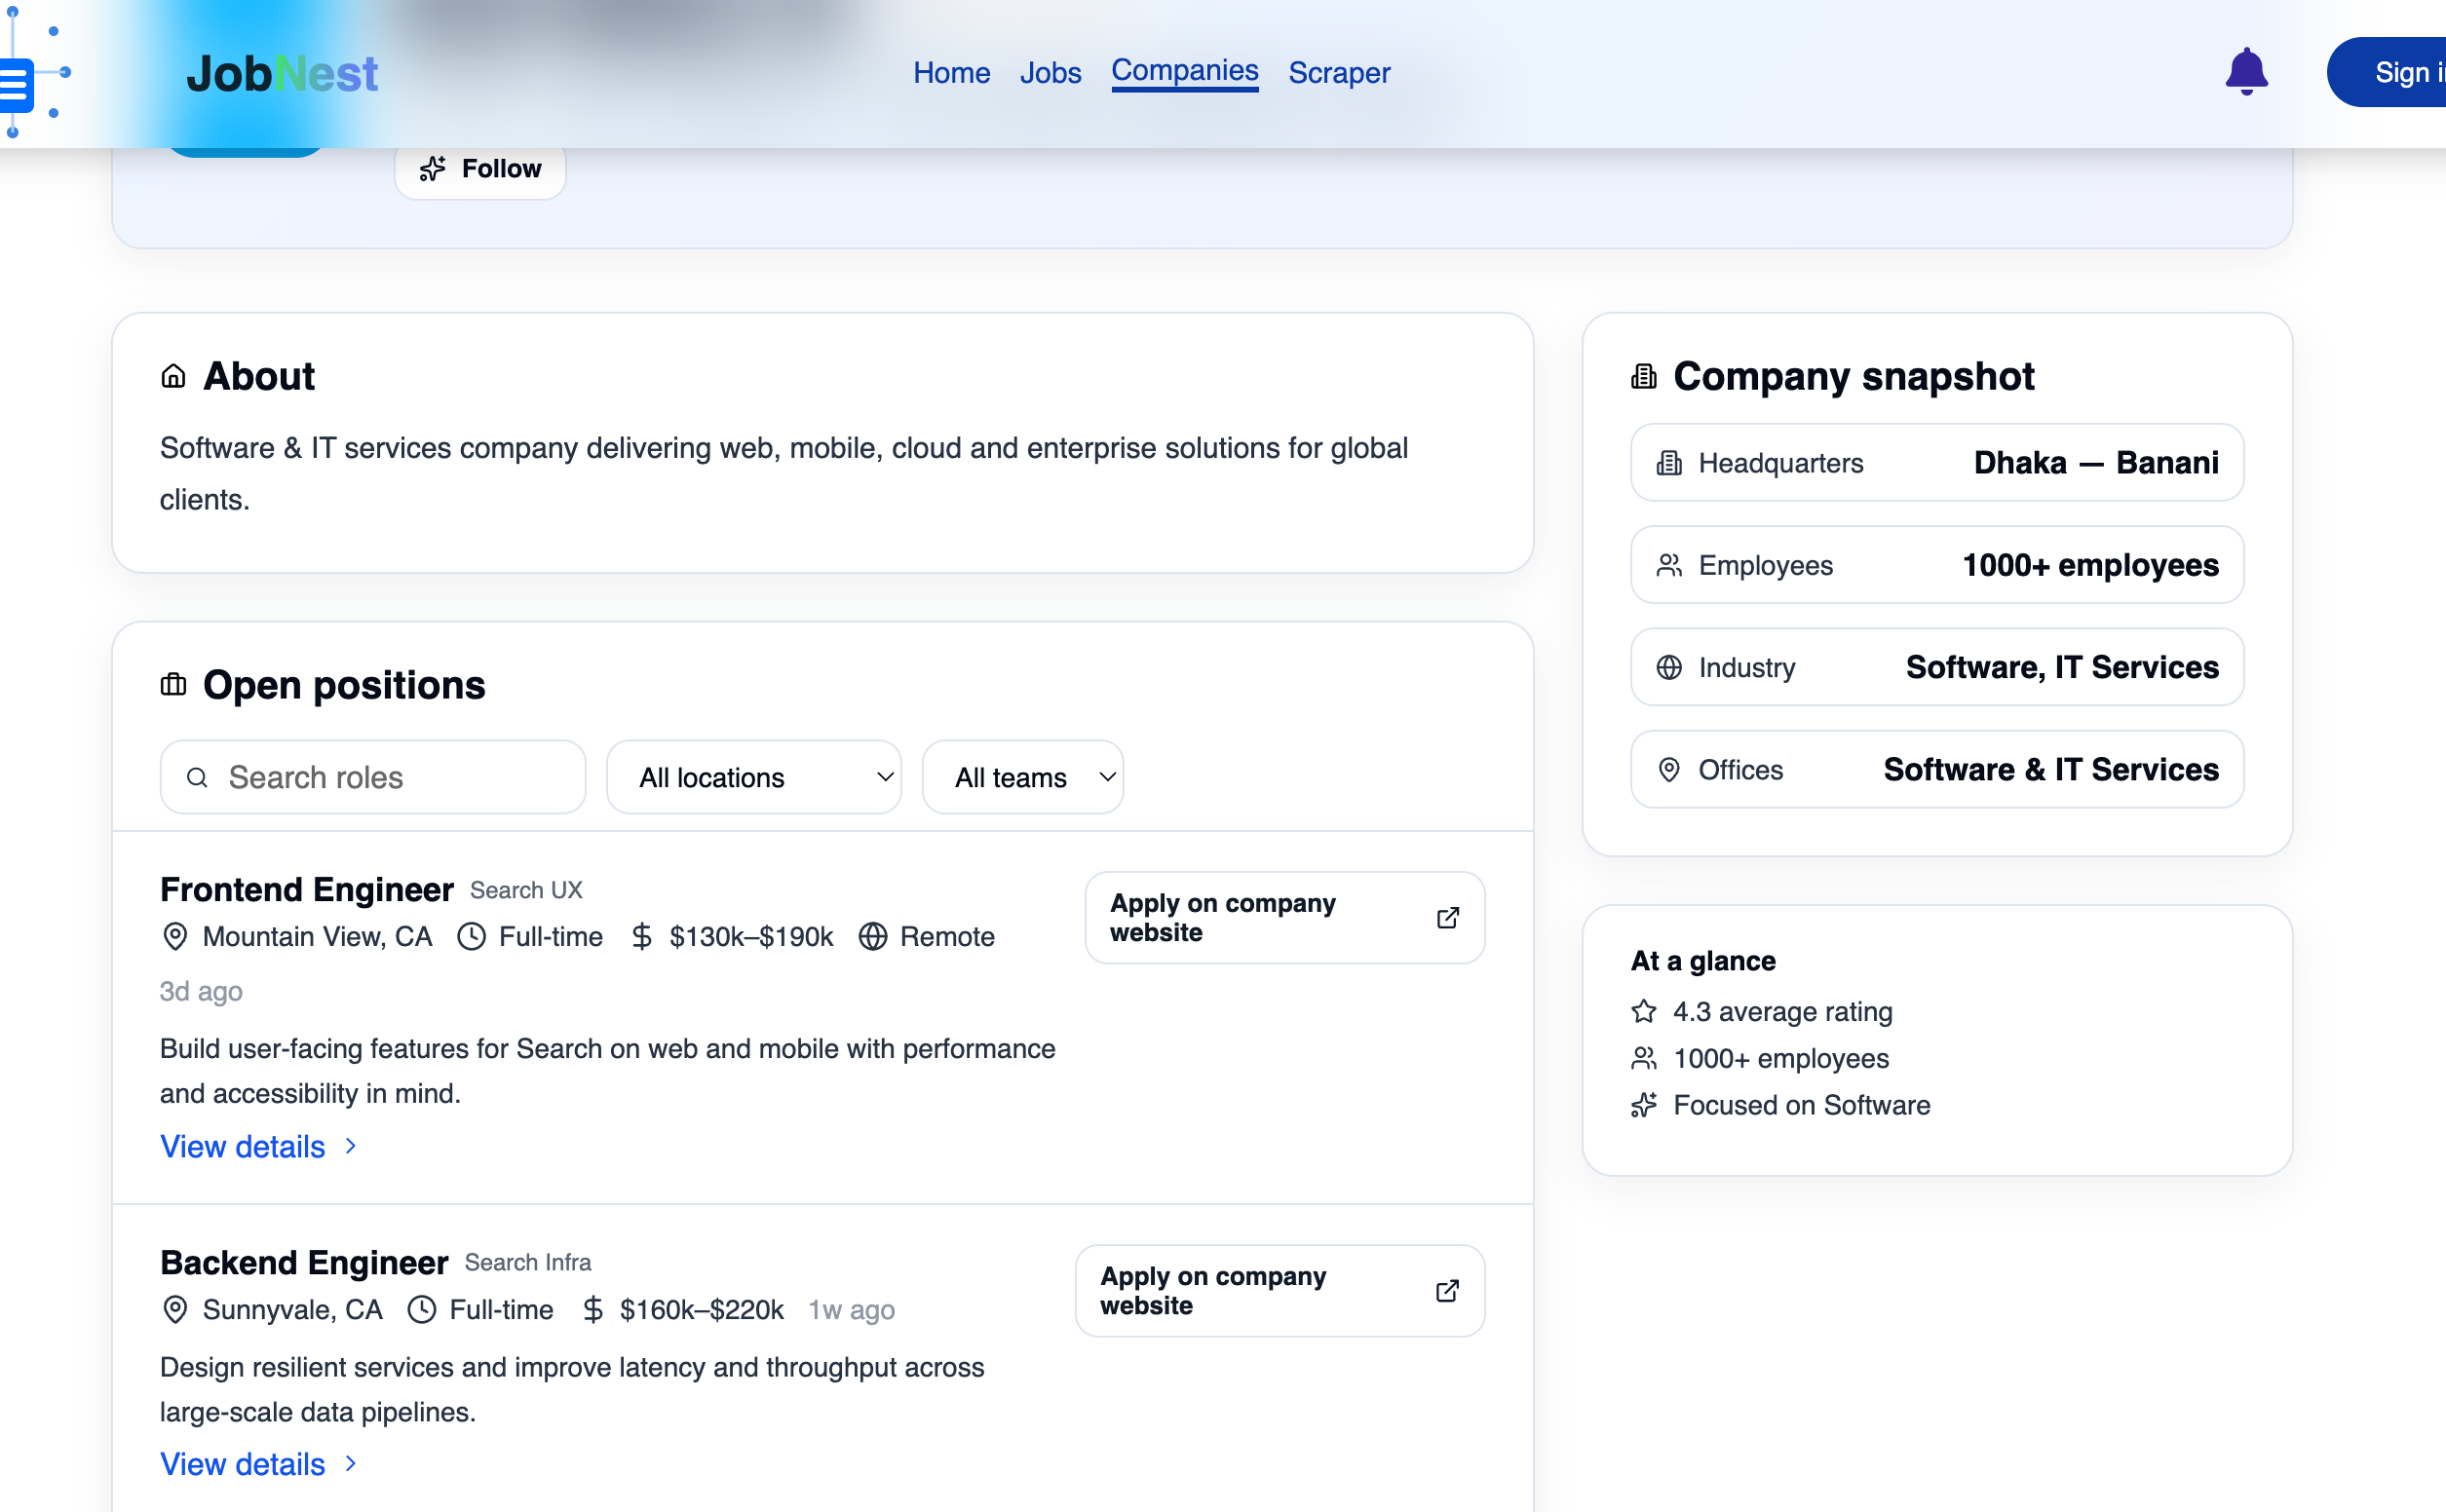 JobNest
Home
Jobs
Companies
Scraper
Sign i
Follow
About
Software & IT services company delivering web, mobile, cloud and enterprise solutions for global
clients.
Open positions
Search roles
All locations
All teams
Frontend Engineer Search UX
Mountain View, CA Full-time $130k–$190k Remote
3d ago
Build user-facing features for Search on web and mobile with performance
and accessibility in mind.
View details
Apply on company
website
Backend Engineer Search Infra
Sunnyvale, CA Full-time $160k–$220k 1w ago
Design resilient services and improve latency and throughput across
large-scale data pipelines.
View details
Apply on company
website
Company snapshot
Headquarters Dhaka — Banani
Employees 1000+ employees
Industry Software, IT Services
Offices Software & IT Services
At a glance
4.3 average rating
1000+ employees
Focused on Software